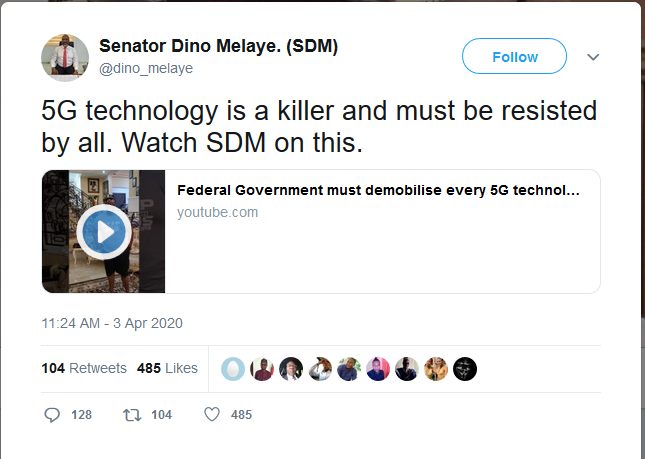 Senator Dino Melaye. (SDM)
@dino_melaye
Follow
5G technology is a killer and must be resisted
by all. Watch SDM on this.
Federal Government must demobilise every 5G technol...
youtube.com
11:24 AM - 3 Apr 2020
104 Retweets 485 Likes
128 104 485